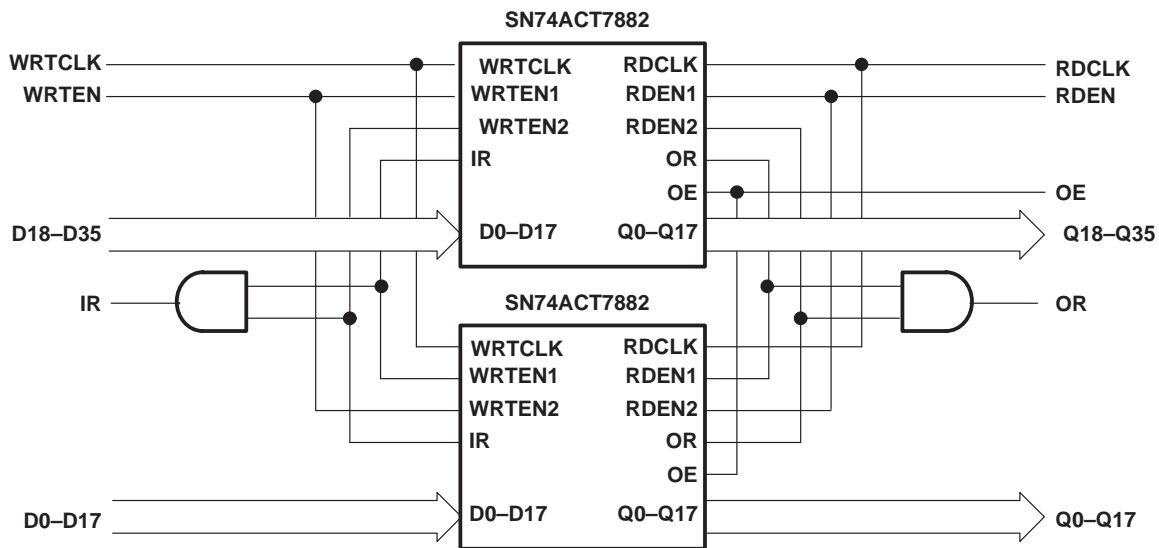 SN74ACT7882
WRTCLK
WRTEN
WRTCLK
WRTEN1
WRTEN2
IR
D0–D17
RDCLK
RDEN1
RDEN2
OR
OE
Q0–Q17
RDCLK
RDEN
OE
D18–D35
Q18–Q35
IR
OR
SN74ACT7882
WRTCLK
WRTEN1
WRTEN2
IR
D0–D17
RDCLK
RDEN1
RDEN2
OR
OE
Q0–Q17
D0–D17
Q0–Q17